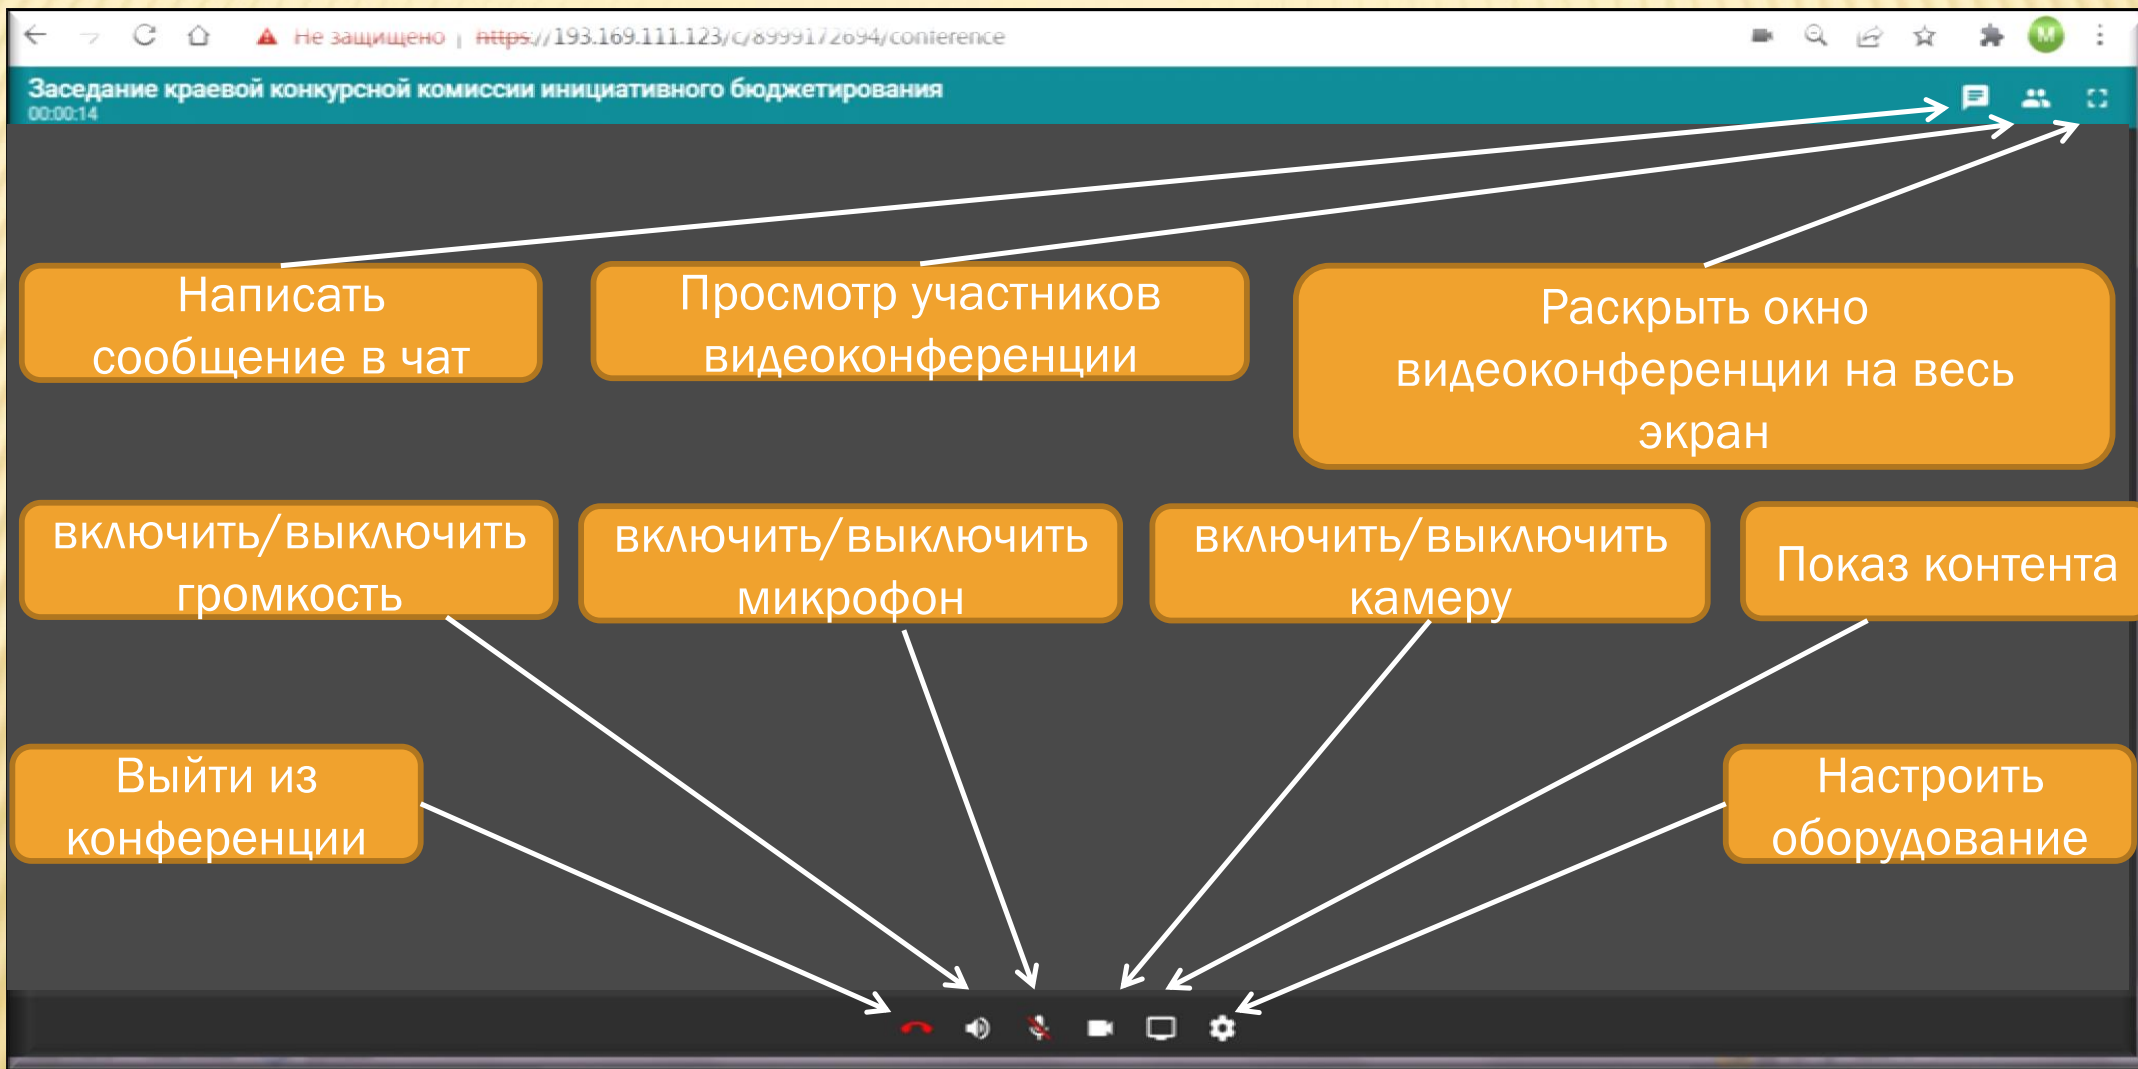 Не защищено | https://193.169.111.123/c/8999172694/conference
M
Заседание краевой конкурсной комиссии инициативного бюджетирования
00:00:14
Написать
сообщение в чат
Просмотр участников
видеоконференции
Раскрыть окно
видеоконференции на весь
экран
включить/выключить
громкость
включить/выключить
микрофон
включить/выключить
камеру
Показ контента
Выйти из
конференции
Настроить
оборудование